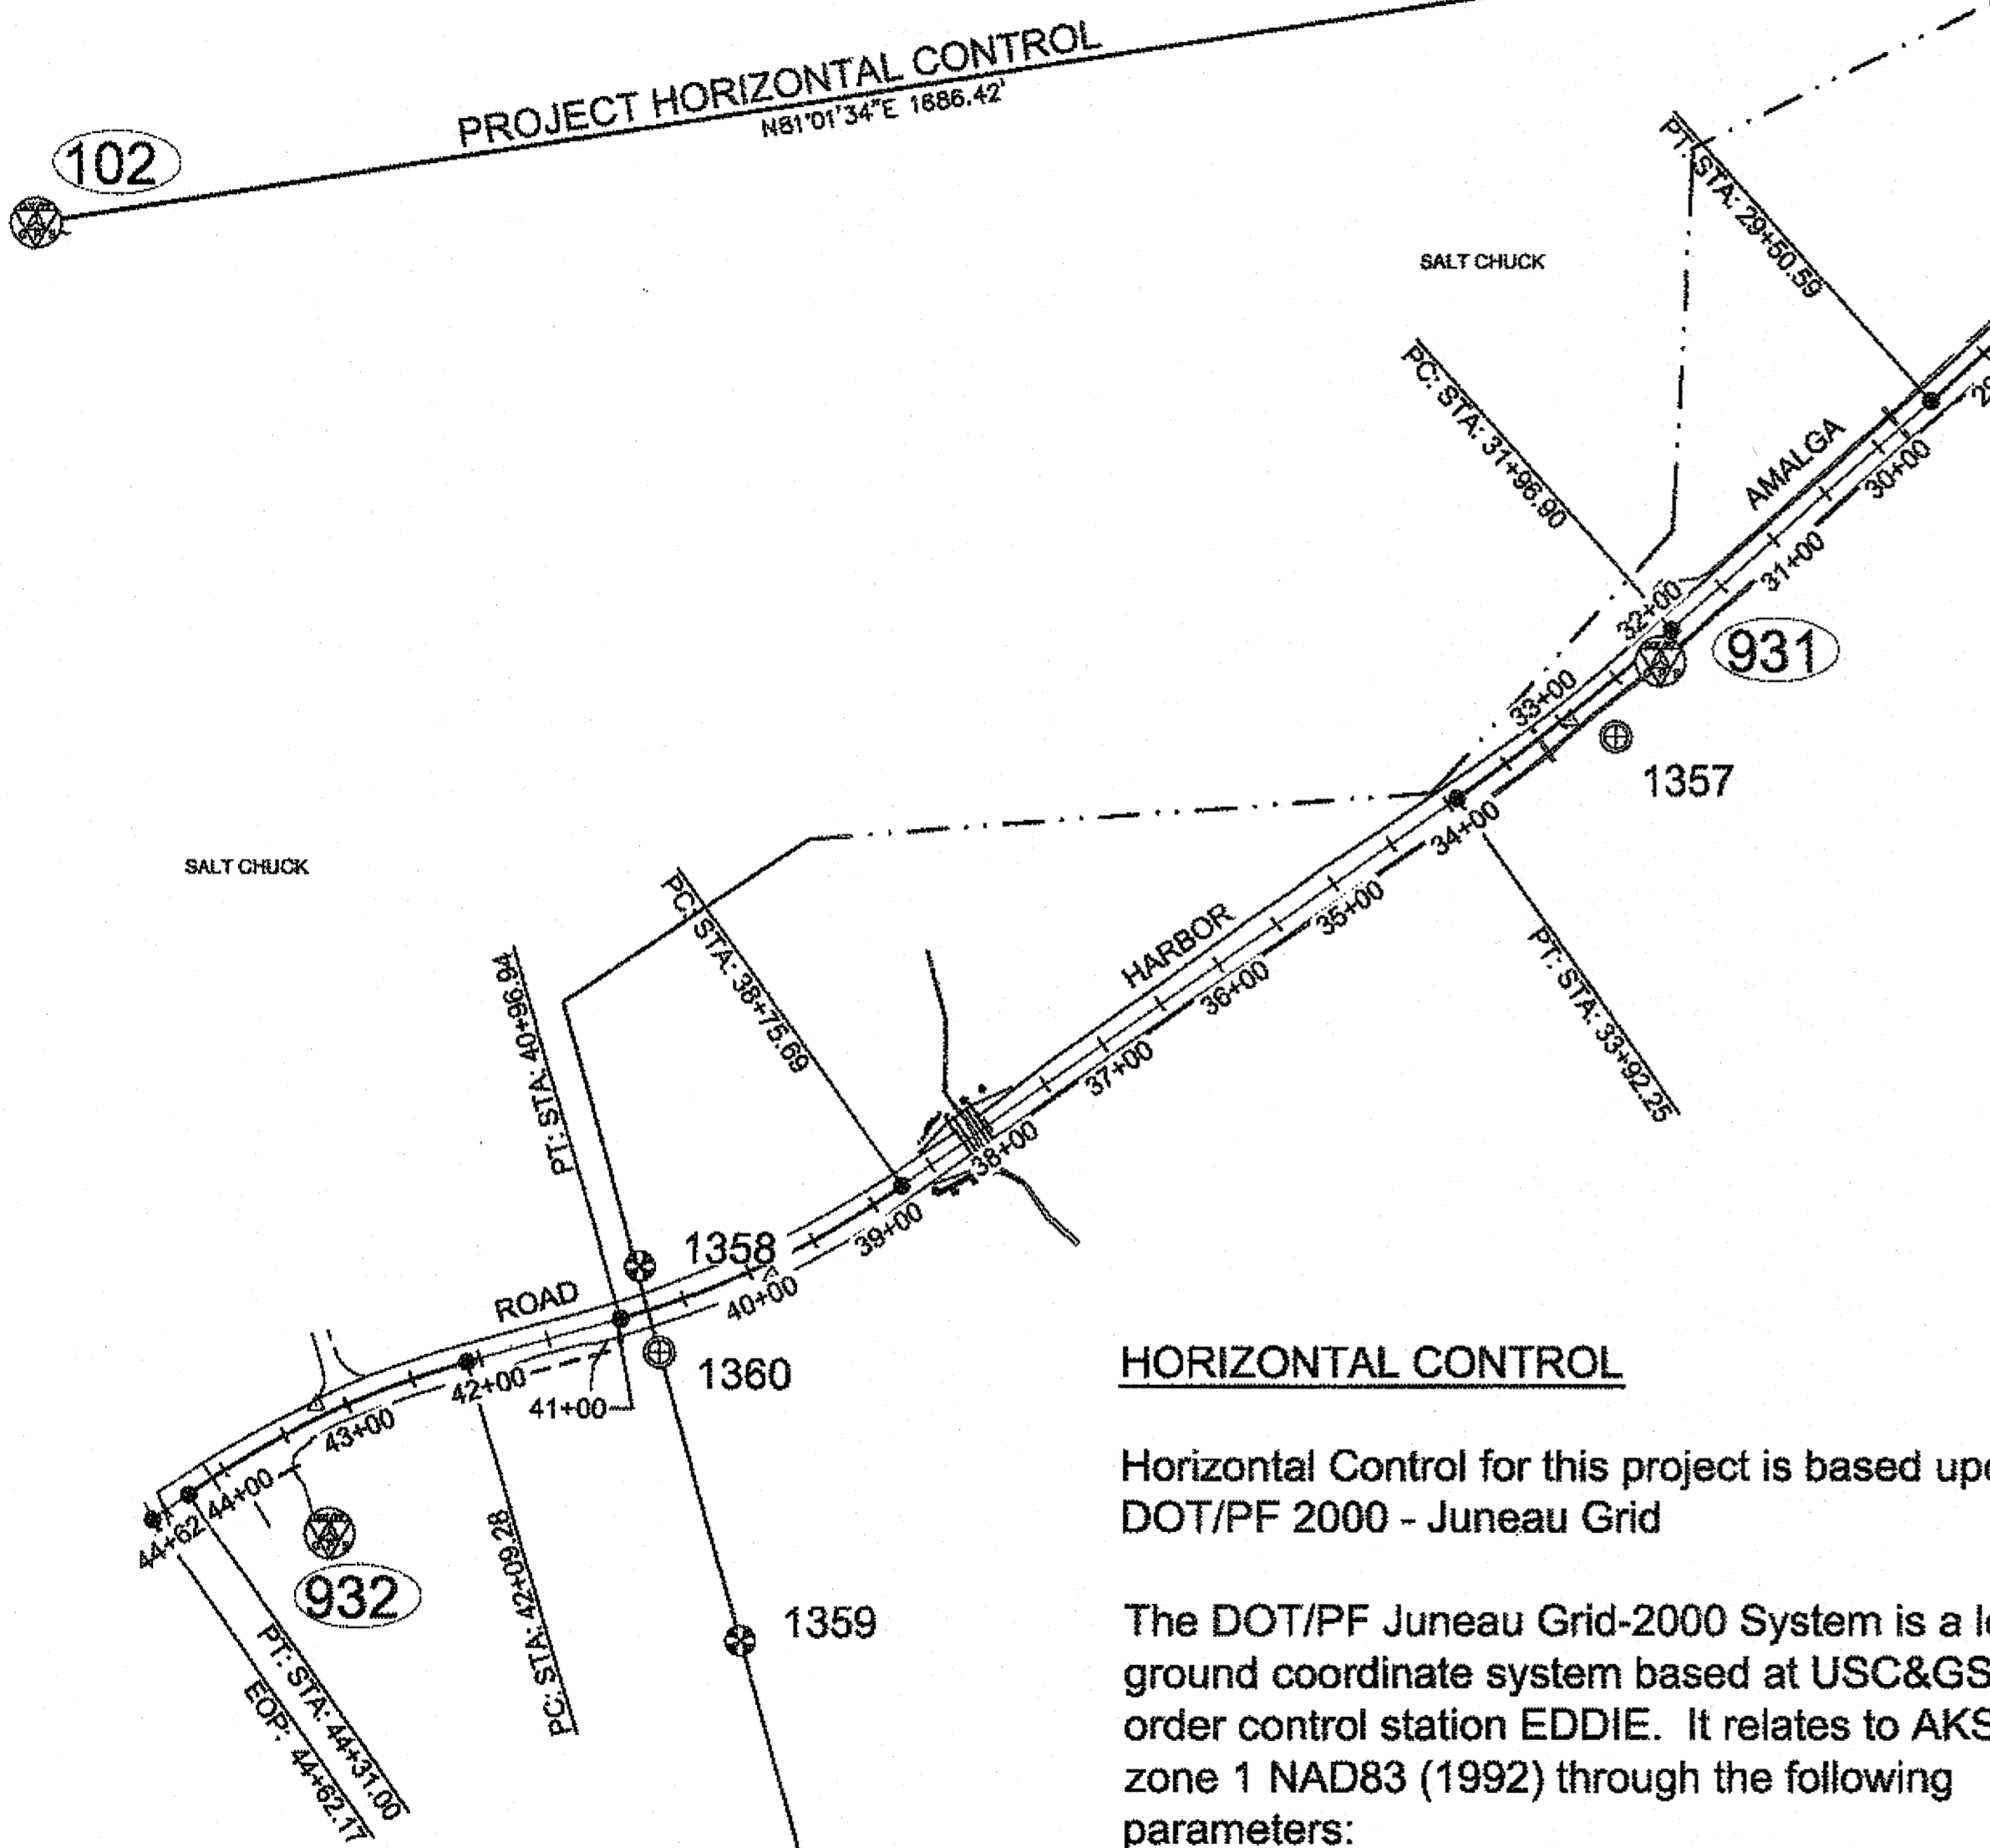 PROJECT HORIZONTAL CONTROL
N81°01'34"E 1686.42'
102
SALT CHUCK
PT: STA: 29+50.59
PC: STA: 31+96.90
AMALGA
30+00
31+00
32+00
931
33+00
1357
34+00
SALT CHUCK
PC: STA: 38+75.69
35+00
HARBOR
PT: STA: 33+92.25
PT: STA: 40+96.94
36+00
37+00
38+00
39+00
1358
40+00
ROAD
1360
42+00
41+00
43+00
44+00
44+62
932
PC: STA: 42+09.28
1359
PT: STA: 44+31.00
EOP: 44+62.17
HORIZONTAL CONTROL
Horizontal Control for this project is based
DOT/PF 2000 - Juneau Grid
The DOT/PF Juneau Grid-2000 System is a
ground coordinate system based at USC&GS
order control station EDDIE. It relates to
zone 1 NAD83 (1992) through the following
parameters: